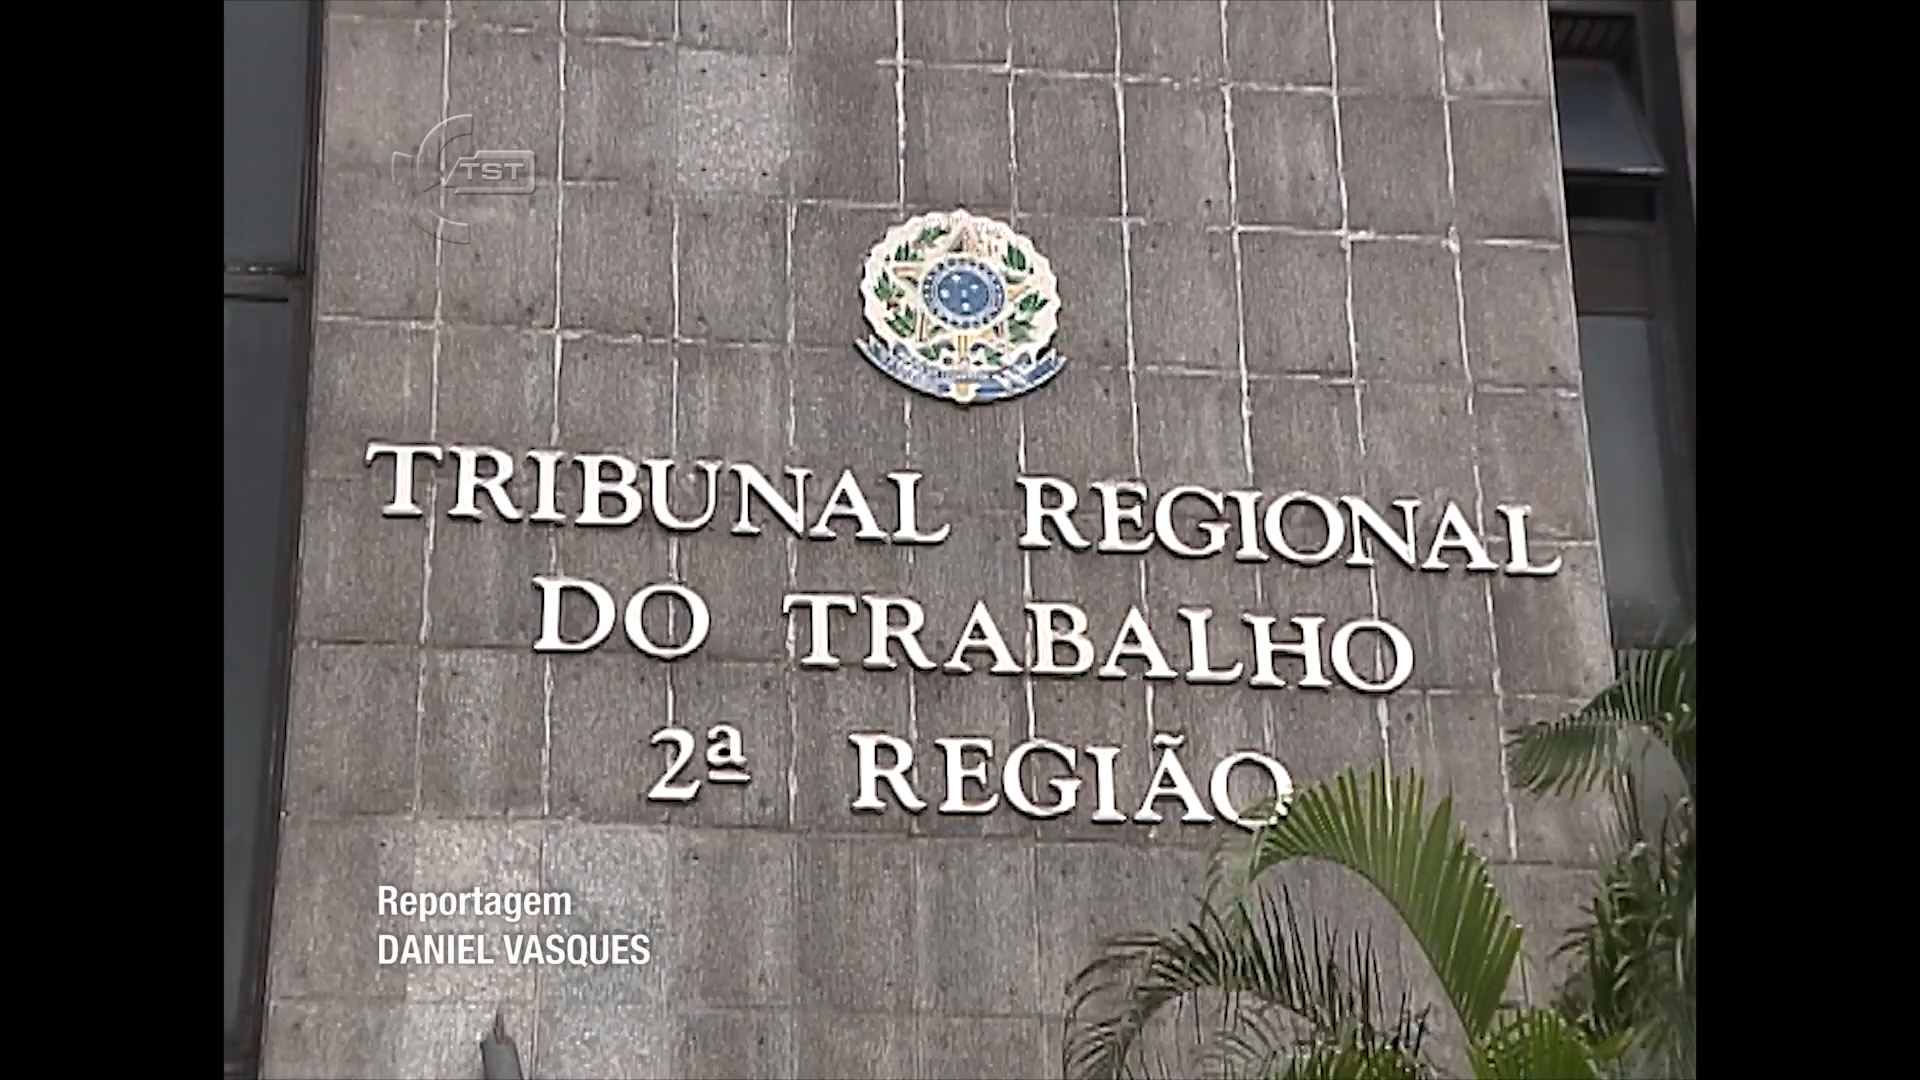 TST
TRIBUNAL REGIONAL
DO TRABALHO
2ª REGIÃO
Reportagem
DANIEL VASQUES